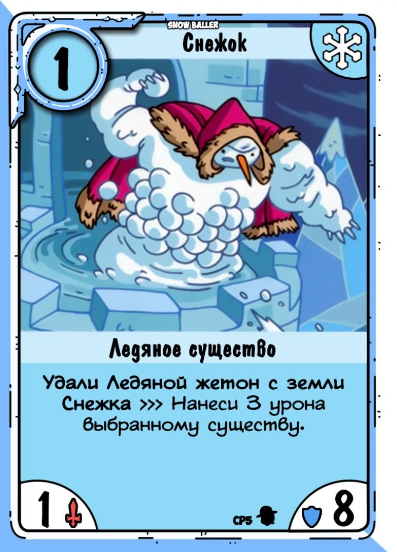 SNOW BALLER
1
Снежок
Ледяное существо
Удали Ледяной жетон с земли
Снежка >>> Нанеси 3 урона
выбранному существу.
1
CP5
8